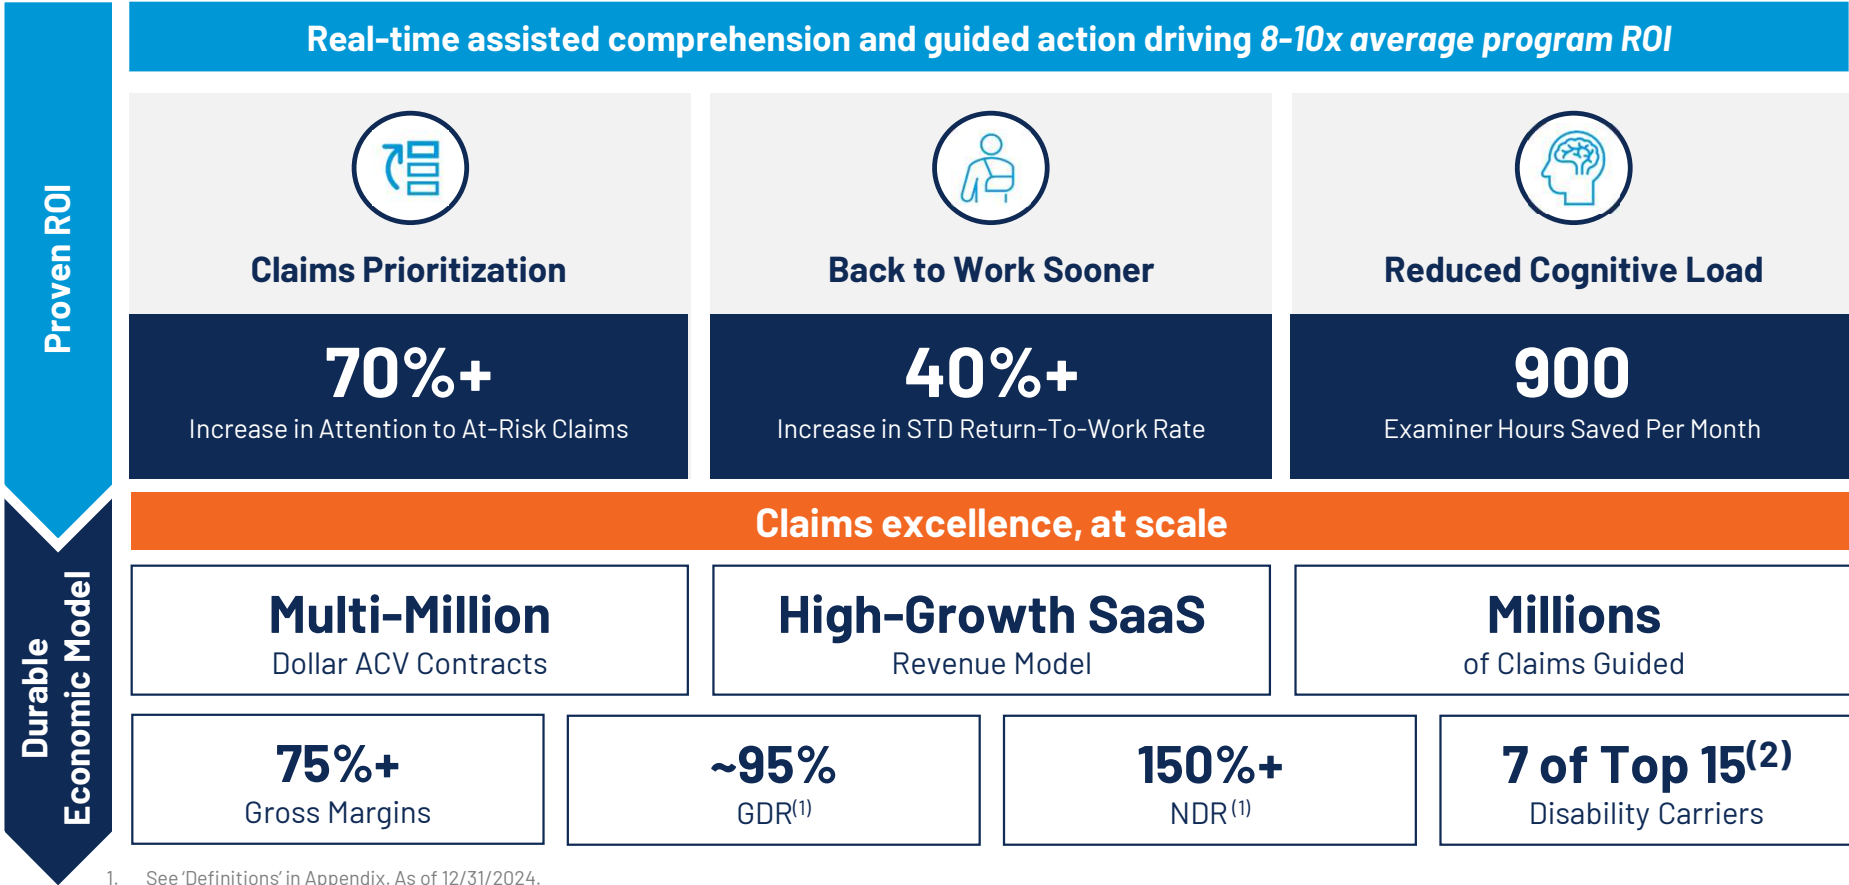 Real-time assisted comprehension and guided action driving 8-10x average program ROI
Proven ROI
Claims Prioritization
70%+
Increase in Attention to At-Risk Claims
Back to Work Sooner
40%+
Increase in STD Return-To-Work Rate
Reduced Cognitive Load
900
Examiner Hours Saved Per Month
Claims excellence, at scale
Durable
Economic Model
Multi-Million
Dollar ACV Contracts
High-Growth SaaS
Revenue Model
Millions
of Claims Guided
75%+
Gross Margins
~95%
GDR(1)
150%+
NDR(1)
7 of Top 15(2)
Disability Carriers
1. See ‘Definitions’ in Appendix. As of 12/31/2024.